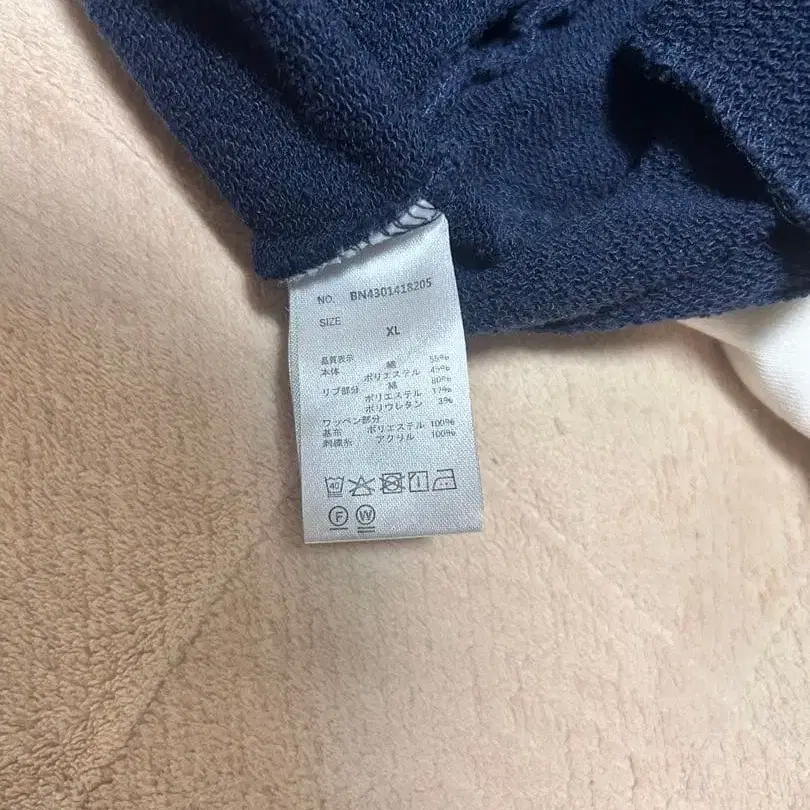 NO. BN4301418205
SIZE
XL
品質表示 綿 55%
本体 ポリエステル 45%
リブ部分 綿 80%
ポリエステル 17%
ポリウレタン 3%
ワッペン部分
基布 ポリエステル 100%
刺繍糸 アクリル 100%
40
F W